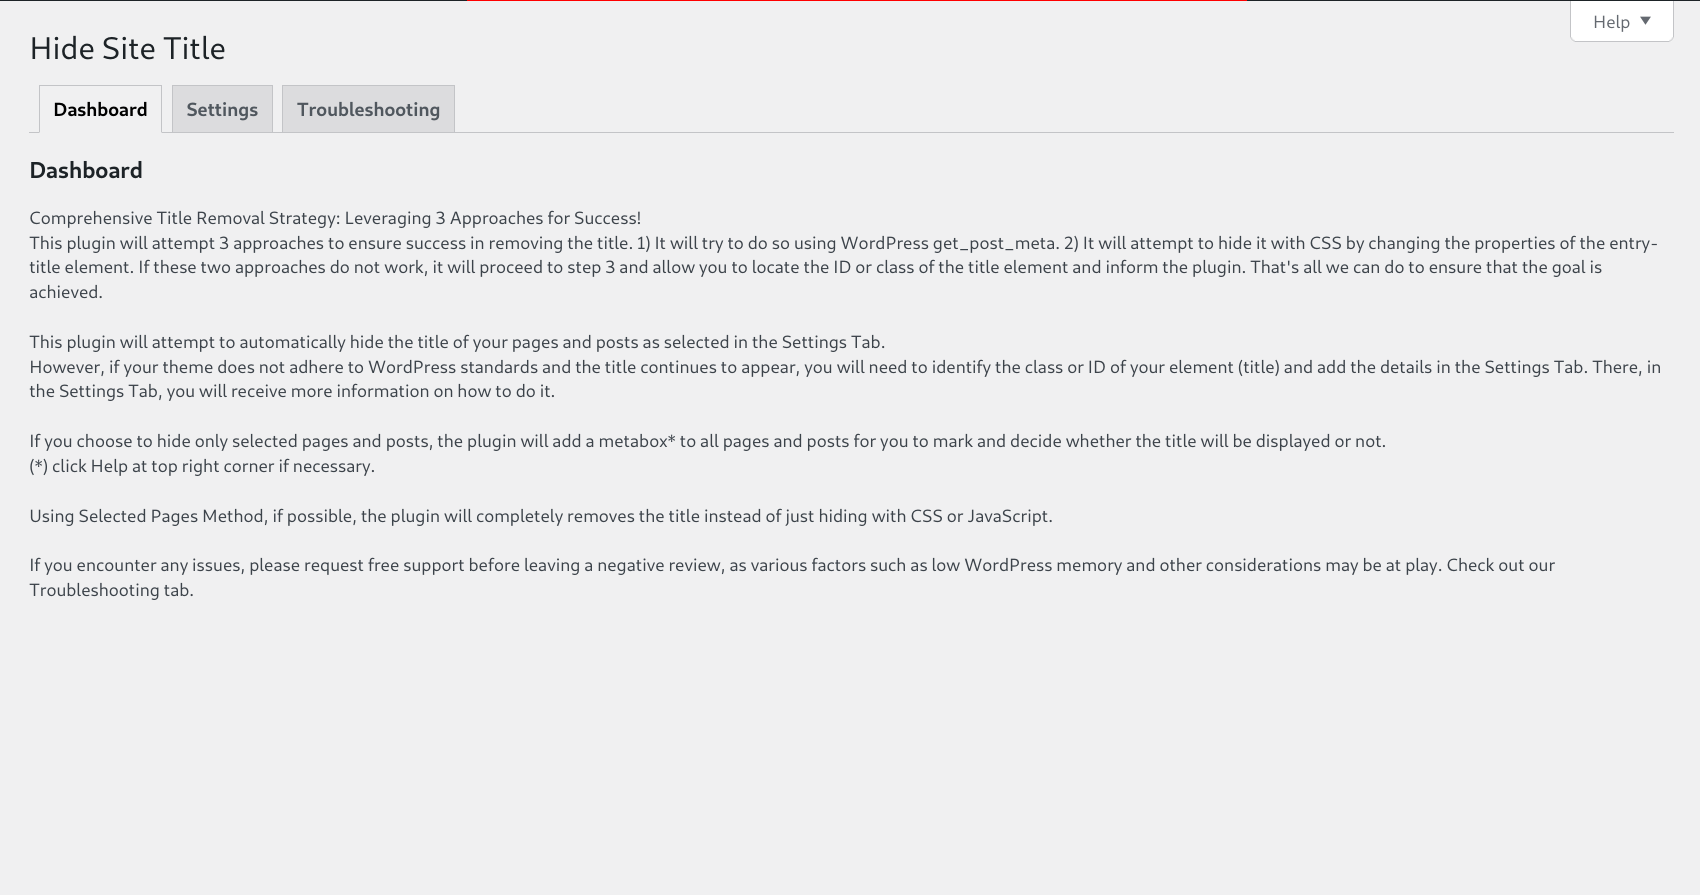 Help ▼
Hide Site Title
Dashboard
Settings
Troubleshooting
Dashboard
Comprehensive Title Removal Strategy: Leveraging 3 Approaches for Success!
This plugin will attempt 3 approaches to ensure success in removing the title. 1) It will try to do so using WordPress get_post_meta. 2) It will attempt to hide it with CSS by changing the properties of the entry-
title element. If these two approaches do not work, it will proceed to step 3 and allow you to locate the ID or class of the title element and inform the plugin. That's all we can do to ensure that the goal is
achieved.
This plugin will attempt to automatically hide the title of your pages and posts as selected in the Settings Tab.
However, if your theme does not adhere to WordPress standards and the title continues to appear, you will need to identify the class or ID of your element (title) and add the details in the Settings Tab. There, in
the Settings Tab, you will receive more information on how to do it.
If you choose to hide only selected pages and posts, the plugin will add a metabox* to all pages and posts for you to mark and decide whether the title will be displayed or not.
(*) click Help at top right corner if necessary.
Using Selected Pages Method, if possible, the plugin will completely removes the title instead of just hiding with CSS or JavaScript.
If you encounter any issues, please request free support before leaving a negative review, as various factors such as low WordPress memory and other considerations may be at play. Check out our
Troubleshooting tab.